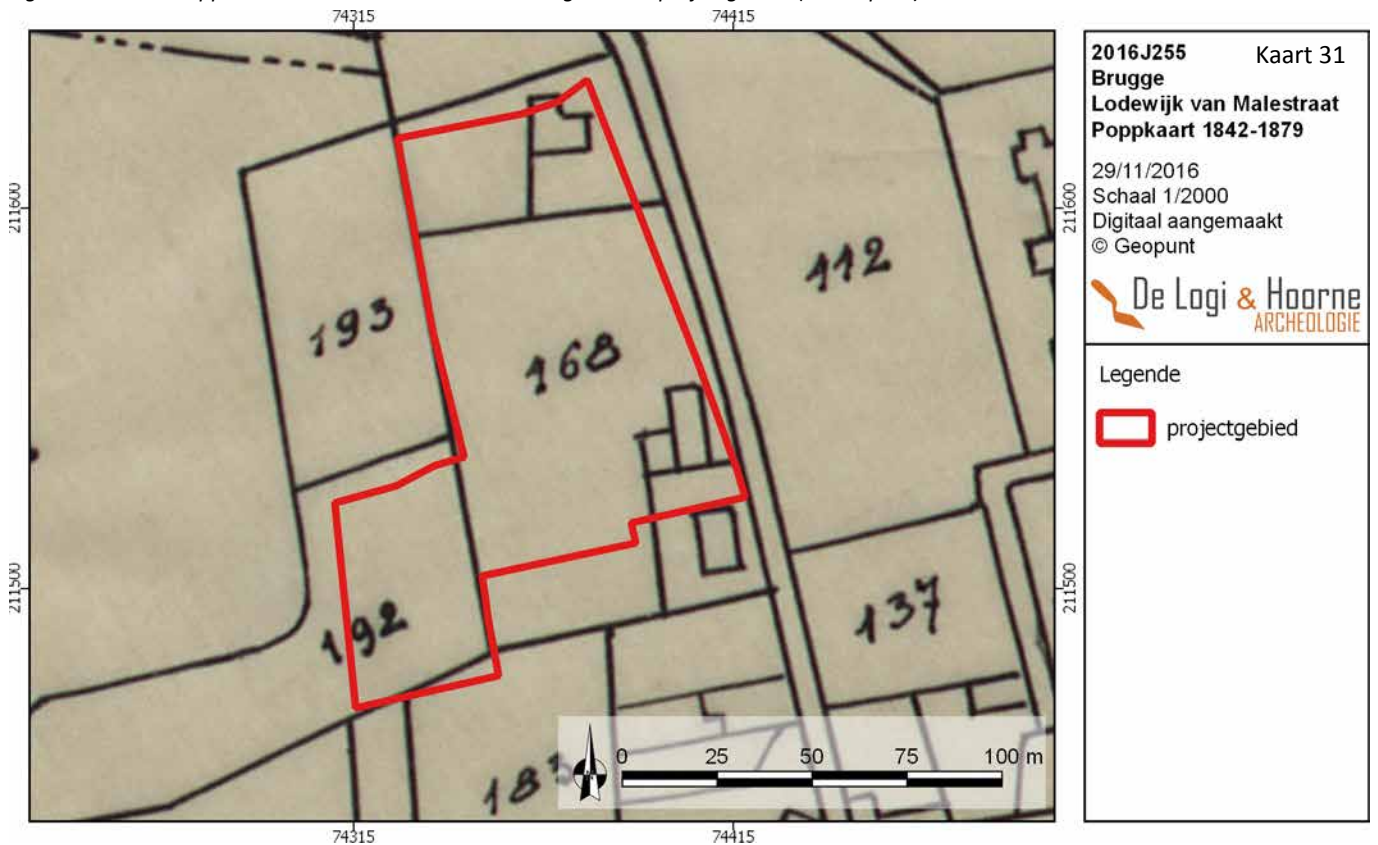 74315 74415
2016J255 Kaart 31
Brugge
Lodewijk van Malestraat
Poppkaart 1842-1879
29/11/2016
Schaal 1/2000
Digitaal aangemaakt
© Geopunt
De Logi & Hoorne
ARCHEOLOGIE
Legende
projectgebied
211600 211600
112
193
168
211500 211500
192
137
183
0 25 50 75 100 m
74315 74415